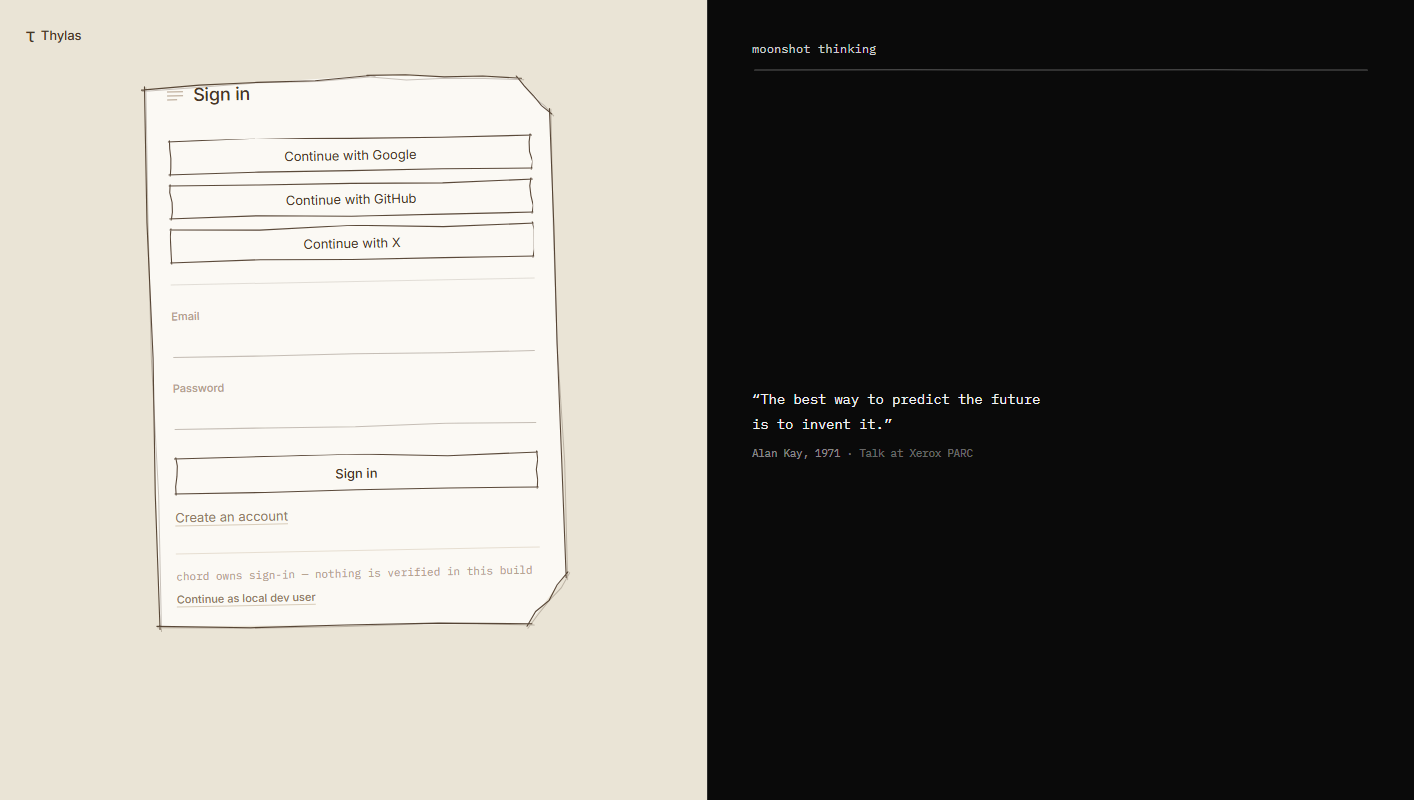 τ Thylas
Sign in
Continue with Google
Continue with GitHub
Continue with X
Email
Password
Sign in
Create an account
chord owns sign-in — nothing is verified in this build
Continue as local dev user
moonshot thinking
“The best way to predict the future
is to invent it.”
Alan Kay, 1971 · Talk at Xerox PARC